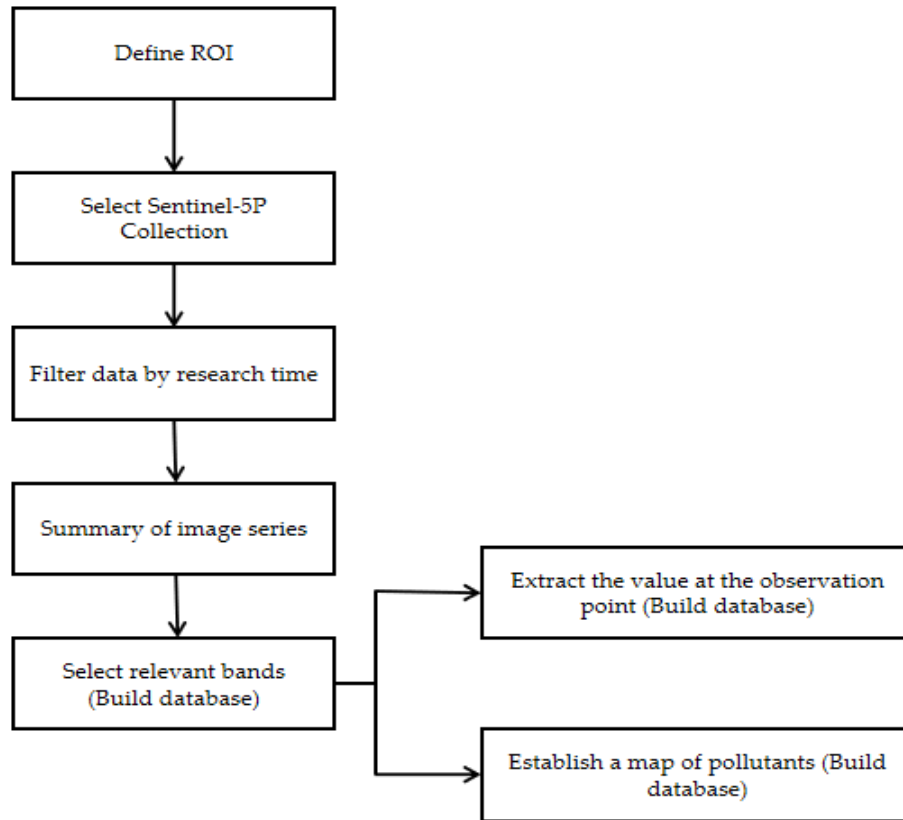 Define ROI
Select Sentinel-5P
Collection
Filter data by research time
Summary of image series
Select relevant bands
(Build database)
Extract the value at the observation
point (Build database)
Establish a map of pollutants (Build
database)